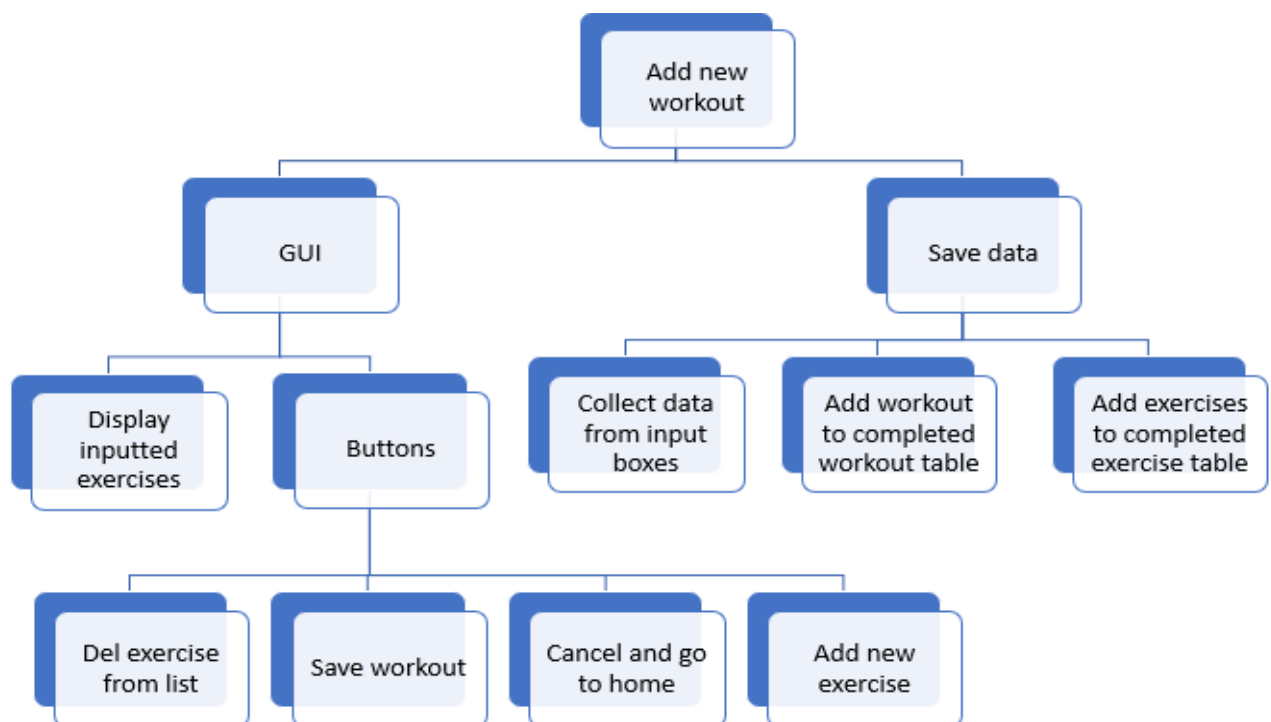 Add new
workout
GUI
Save data
Display
inputted
exercises
Buttons
Collect data
from input
boxes
Add workout
to completed
workout table
Add exercises
to completed
exercise table
Del exercise
from list
Save workout
Cancel and go
to home
Add new
exercise